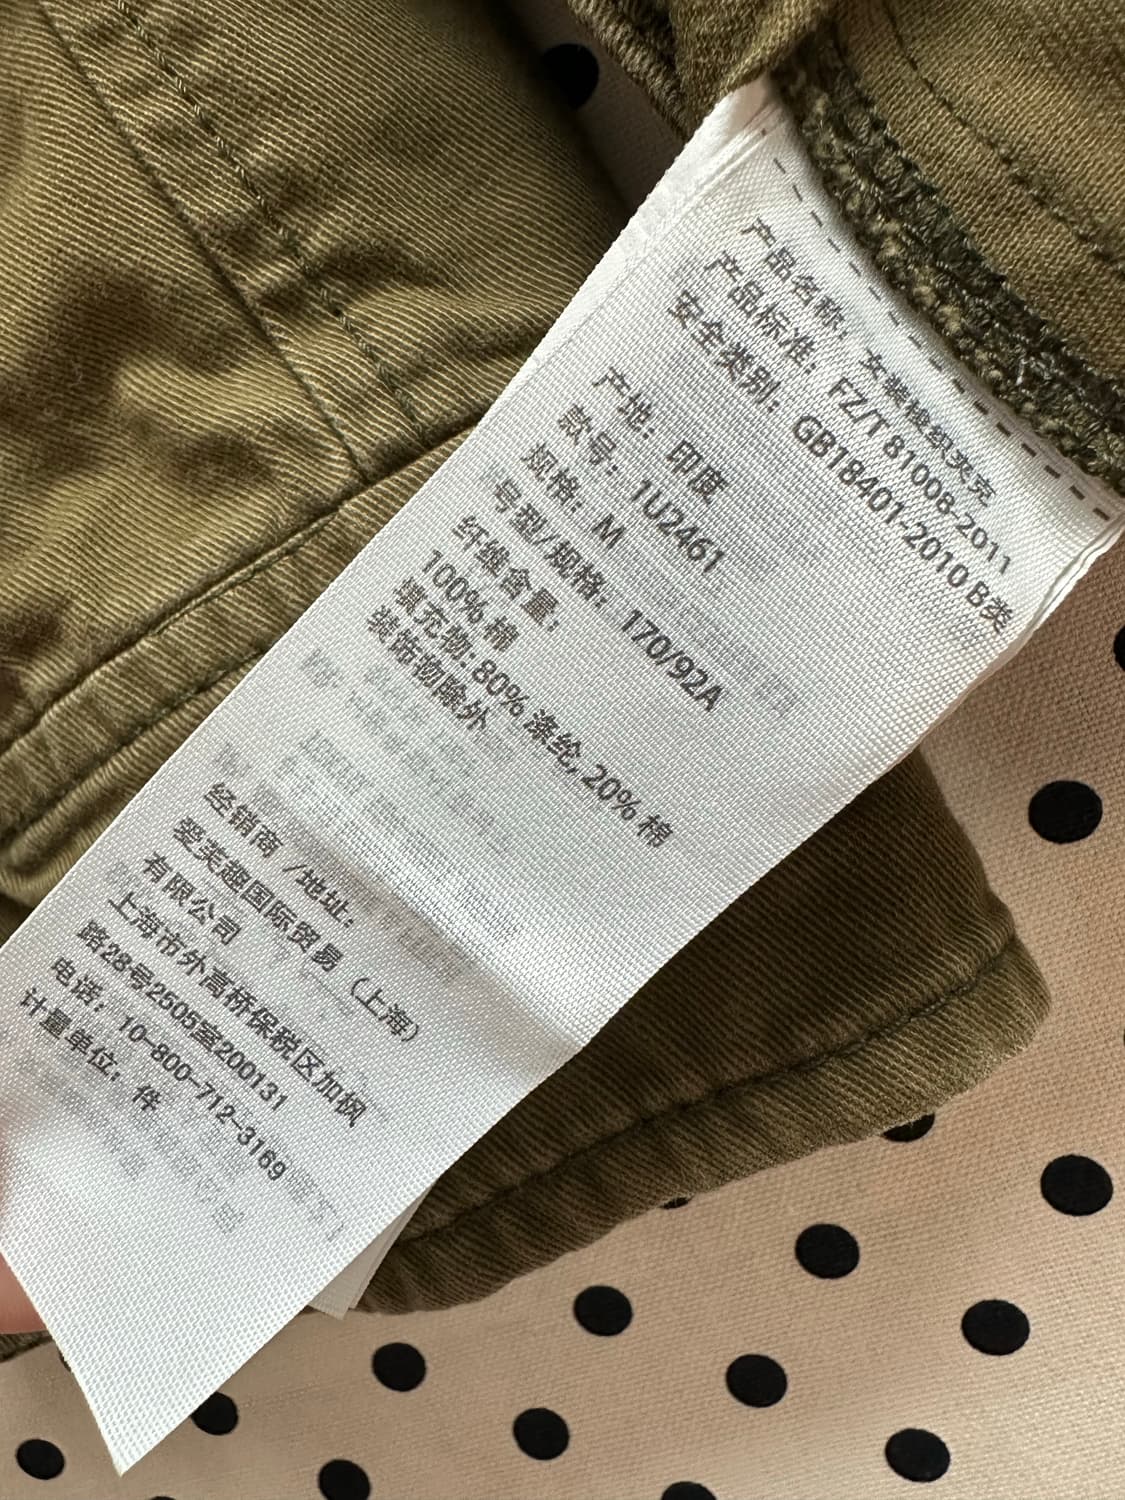 产品名称：女装梭织夹克
产品标准：FZ/T 81008-2011
安全类别：GB18401-2010 B类
产地：印度
款号：1U2461
规格：M
号型/规格：170/92A
纤维含量:
100% 棉
填充物: 80% 涤纶, 20% 棉
装饰物除外
经销商 /地址:
爱芙趣国际贸易（上海）
有限公司
上海市外高桥保税区加枫
路28号2505室200131
电话：10-800-712-3169
计量单位：件